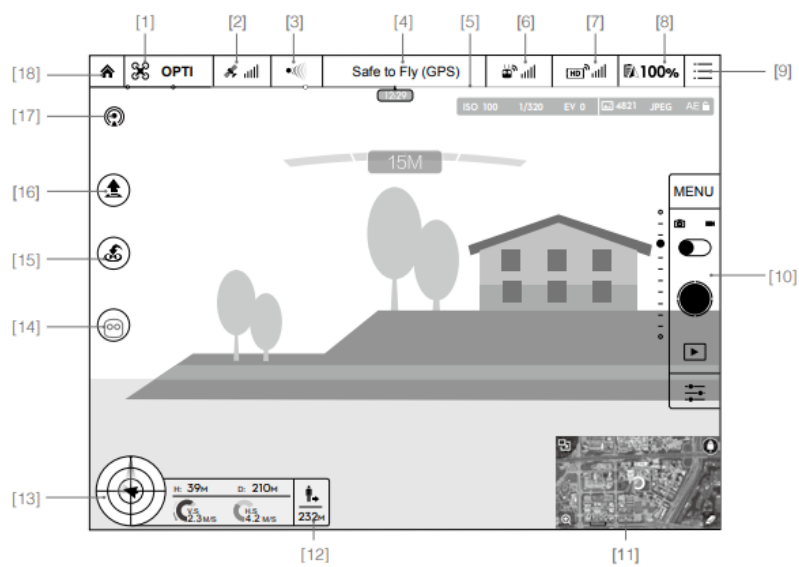 [1] [2] [3] [4] [5] [6] [7] [8]
[18] OPTI Safe to Fly (GPS) HD 100% [9]
12:29
ISO 100 1/320 EV 0 4821 JPEG AE
[17]
15M
[16] MENU
[15] [10]
[14]
H: 39M D: 210M
[13] V.S 2.3 M/S H.S 4.2 M/S 232M
[12] [11]